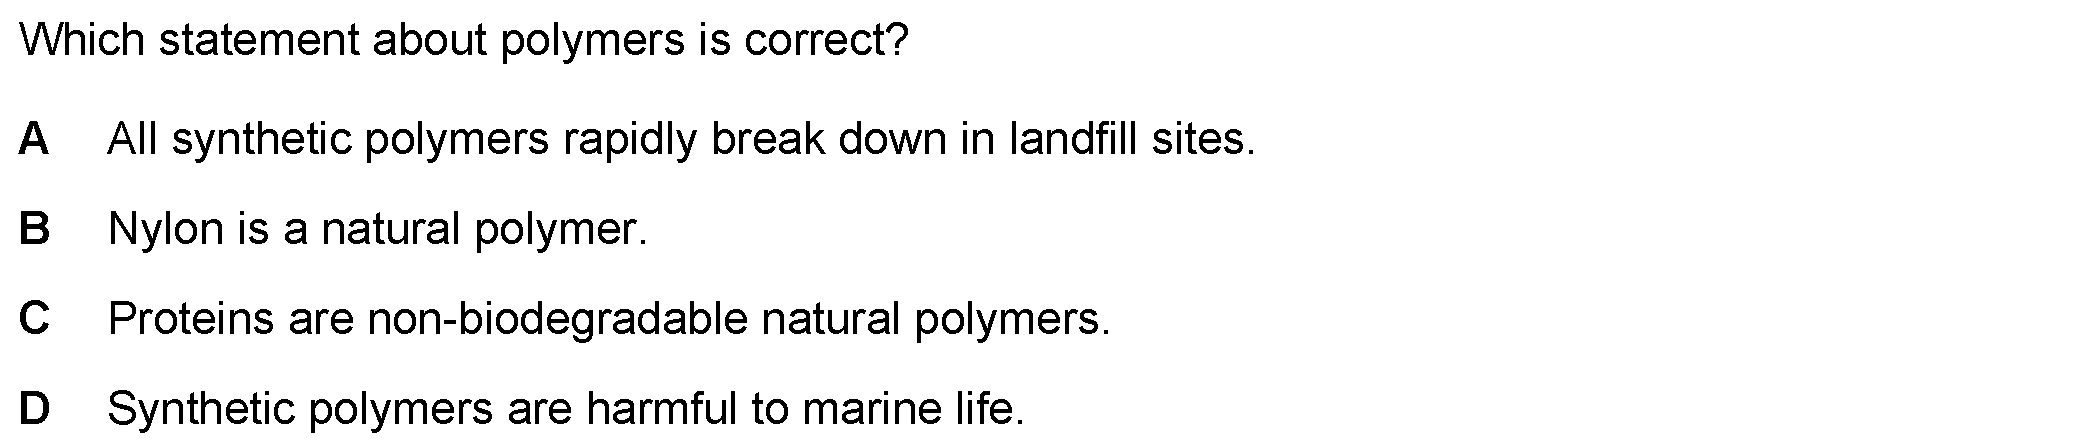 Which statement about polymers is correct?
A All synthetic polymers rapidly break down in landfill sites.
B Nylon is a natural polymer.
C Proteins are non-biodegradable natural polymers.
D Synthetic polymers are harmful to marine life.